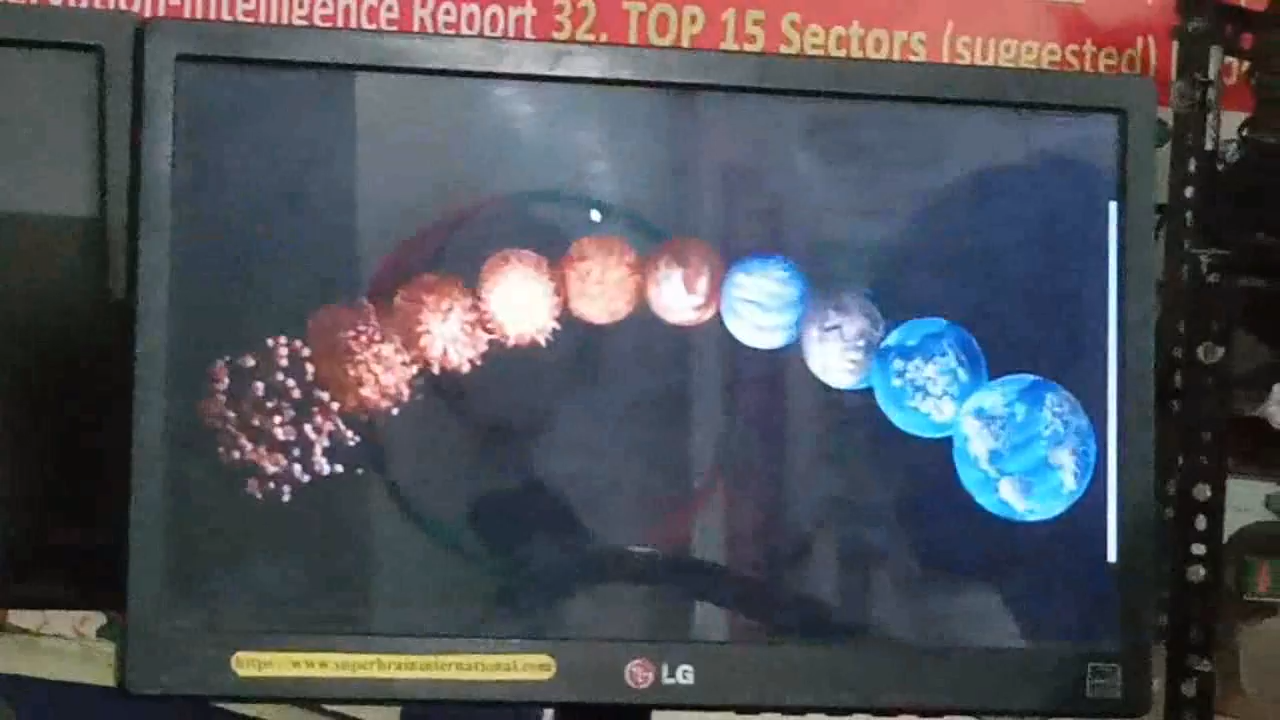 -Intelligence Report 32. TOP 15 Sectors (suggested)
https://www.superbraininternational.com
LG